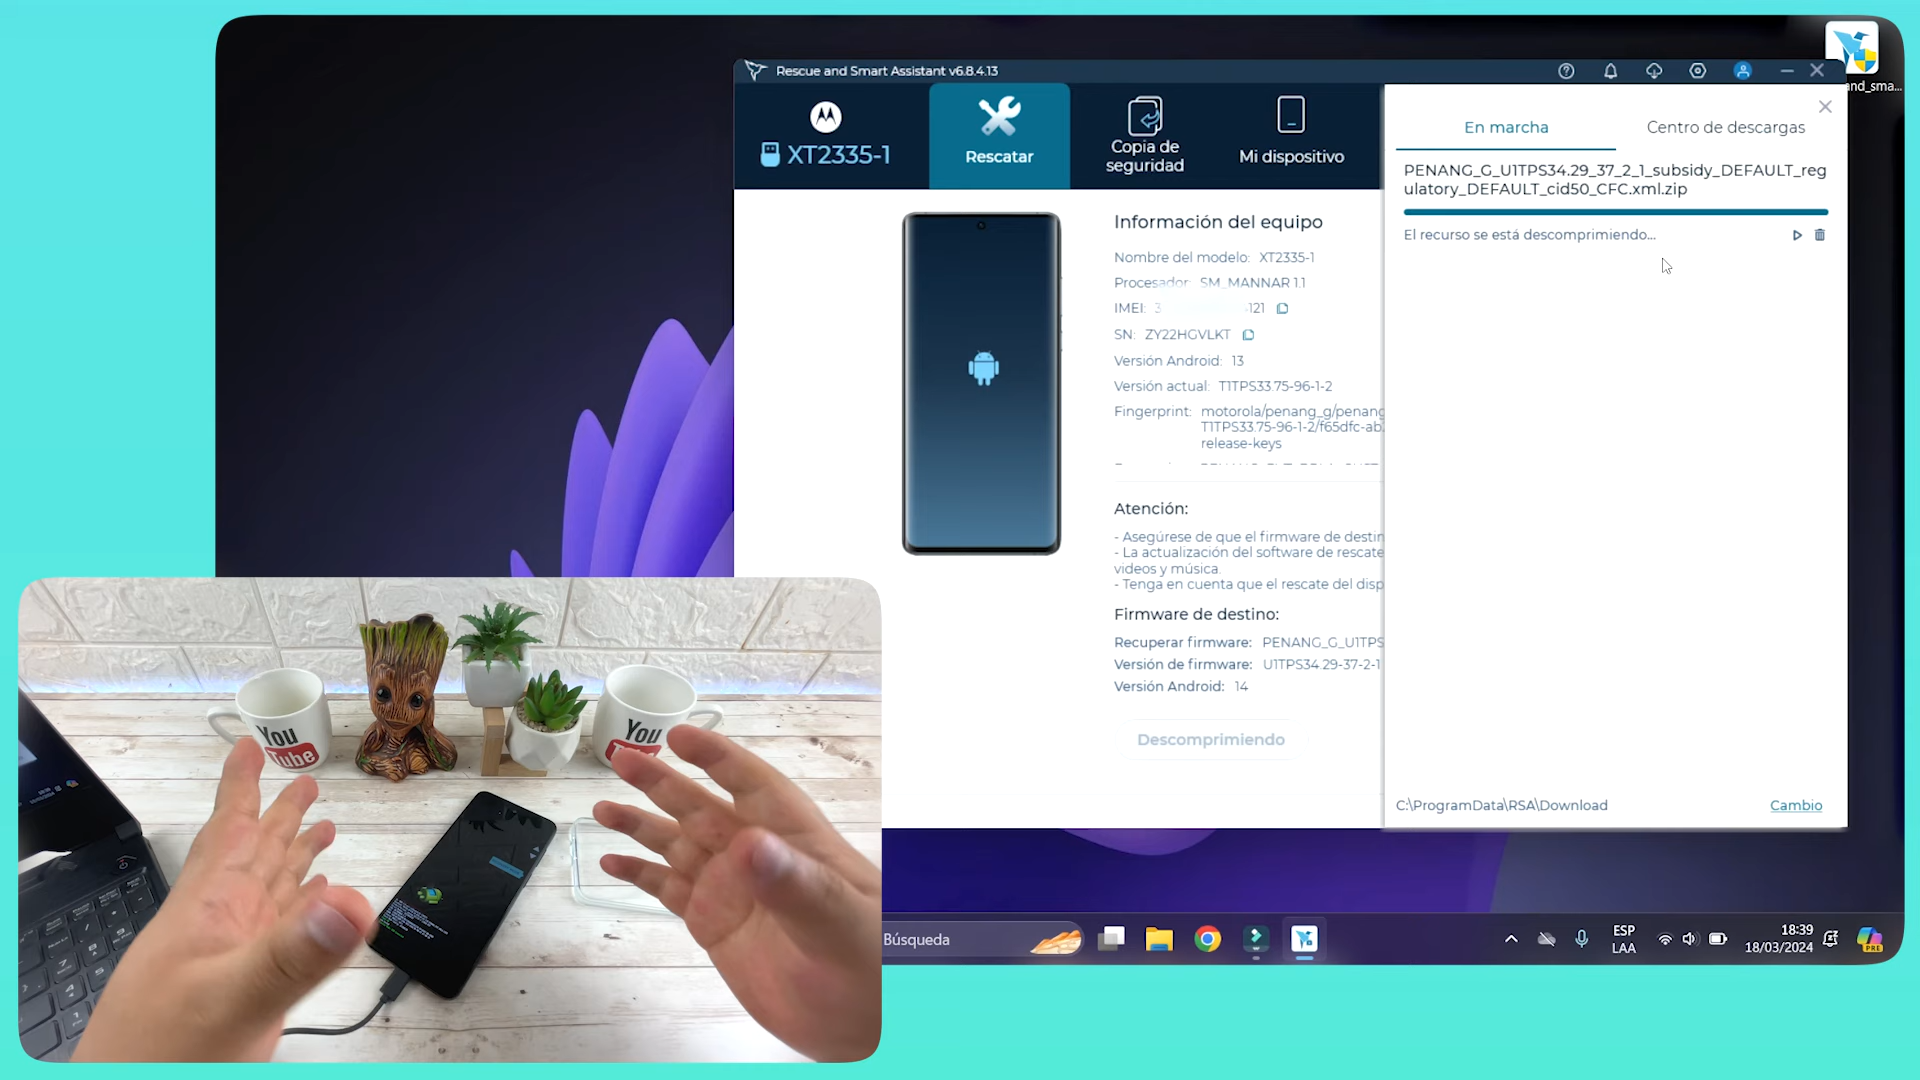 Rescue and Smart Assistant v6.8.4.13
XT2335-1
Rescatar
Copia de
seguridad
Mi dispositivo
En marcha
Centro de descargas
PENANG_G_U1TPS34.29_37_2_1_subsidy_DEFAULT_reg
ulatory_DEFAULT_cid50_CFC.xml.zip
El recurso se está descomprimiendo...
Información del equipo
Nombre del modelo: XT2335-1
Procesador: SM_MANNAR 1.1
IMEI: 3 -121
SN: ZY22HGVLKT
Versión Android: 13
Versión actual: T1TPS33.75-96-1-2
Fingerprint: motorola/penang_g/penang
T1TPS33.75-96-1-2/f65dfc-ab
release-keys
Atención:
- Asegúrese de que el firmware de destin
- La actualización del software de rescate
videos y música.
- Tenga en cuenta que el rescate del disp
Firmware de destino:
Recuperar firmware: PENANG_G_U1TPS
Versión de firmware: U1TPS34.29-37-2-1
Versión Android: 14
Descomprimiendo
C:\ProgramData\RSA\Download
Cambio
and_sma...
You
Tube
You
Búsqueda
ESP
LAA
18:39
18/03/2024
PRE